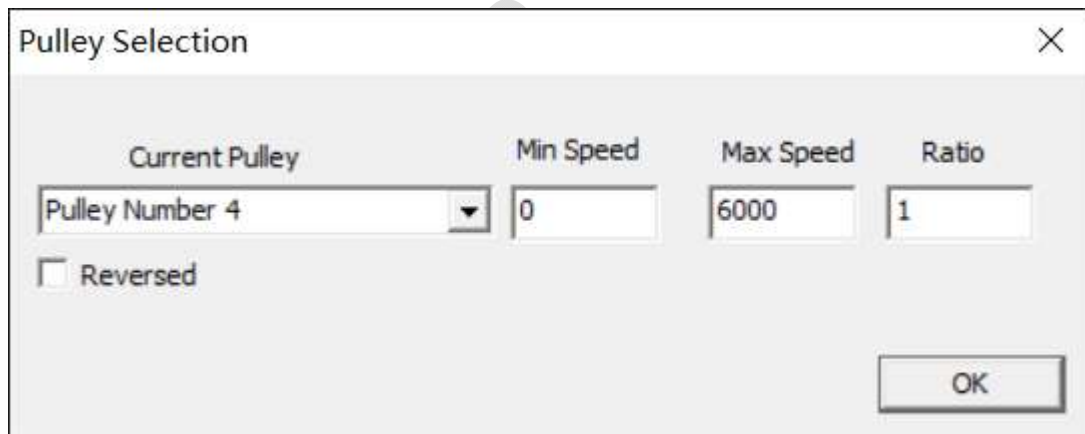 Pulley Selection
Current Pulley Min Speed Max Speed Ratio
Pulley Number 4 0 6000 1
Reversed
OK